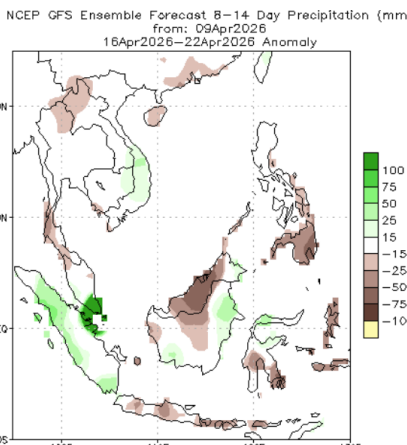 NCEP GFS Ensemble Forecast 8-14 Day Precipitation (mm
from: 09Apr2026
16Apr2026-22Apr2026 Anomaly
100
75
50
25
15
-15
-25
-50
-75
-10
EQ